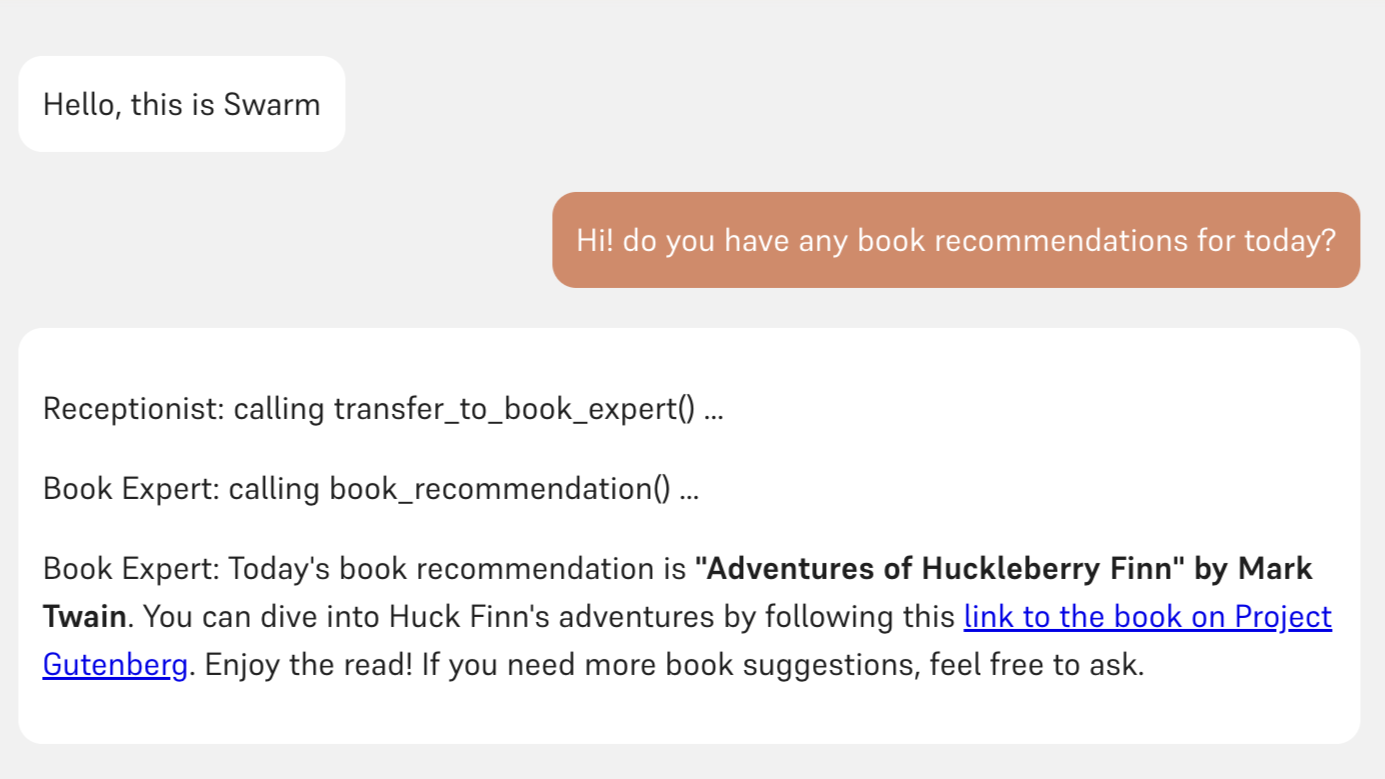 Hello, this is Swarm
Hi! do you have any book recommendations for today?
Receptionist: calling transfer_to_book_expert() ...
Book Expert: calling book_recommendation() ...
Book Expert: Today's book recommendation is "Adventures of Huckleberry Finn" by Mark
Twain. You can dive into Huck Finn's adventures by following this link to the book on Project
Gutenberg. Enjoy the read! If you need more book suggestions, feel free to ask.